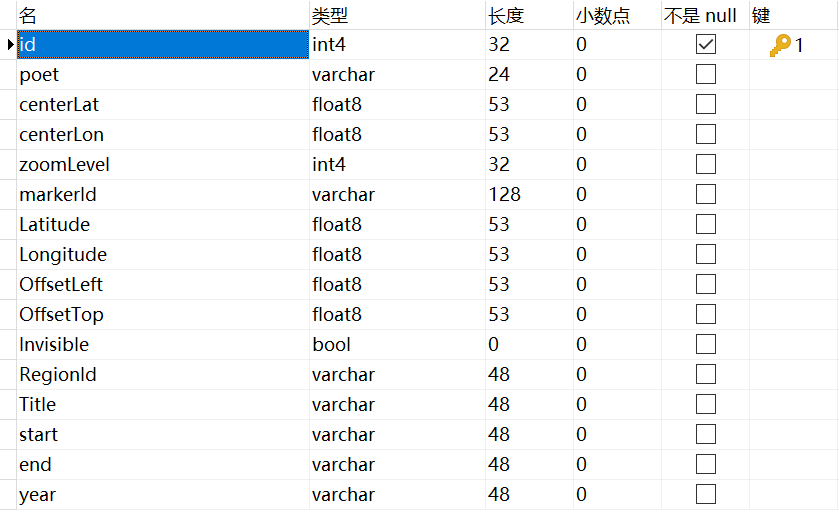 名 类型 长度 小数点 不是 null 键
id int4 32 0 1
poet varchar 24 0
centerLat float8 53 0
centerLon float8 53 0
zoomLevel int4 32 0
markerId varchar 128 0
Latitude float8 53 0
Longitude float8 53 0
OffsetLeft float8 53 0
OffsetTop float8 53 0
Invisible bool 0 0
RegionId varchar 48 0
Title varchar 48 0
start varchar 48 0
end varchar 48 0
year varchar 48 0